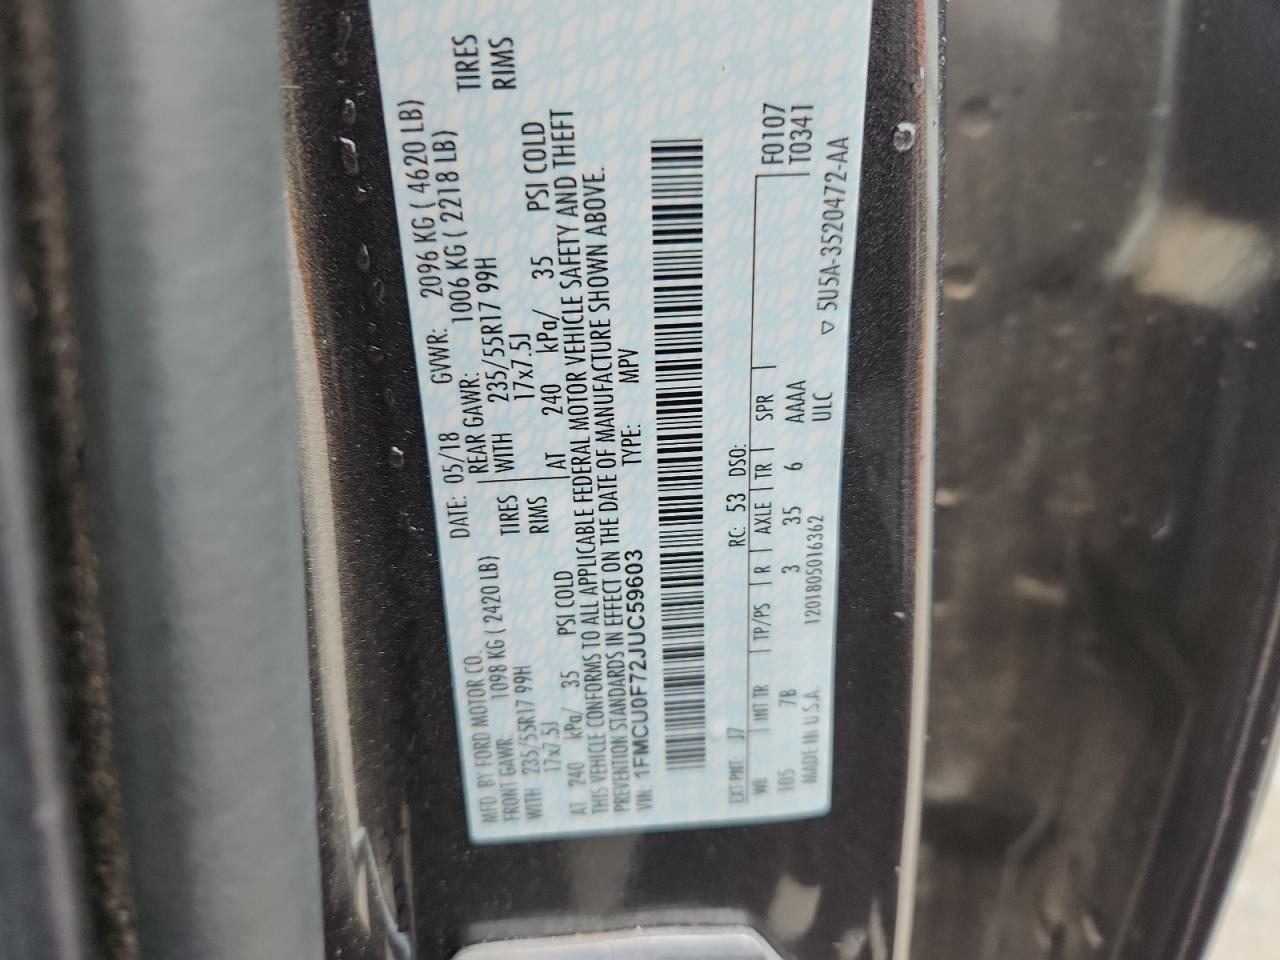 MFD. BY FORD MOTOR CO.
DATE: 05/18 GVWR: 2096 KG ( 4620 LB)
FRONT GAWR: 1098 KG ( 2420 LB) REAR GAWR: 1006 KG ( 2218 LB)
WITH 235/55R17 99H TIRES WITH 235/55R17 99H TIRES
17x7.5J RIMS 17x7.5J RIMS
AT 240 kPa/ 35 PSI COLD AT 240 kPa/ 35 PSI COLD
THIS VEHICLE CONFORMS TO ALL APPLICABLE FEDERAL MOTOR VEHICLE SAFETY AND THEFT
PREVENTION STANDARDS IN EFFECT ON THE DATE OF MANUFACTURE SHOWN ABOVE.
VIN: 1FMCU0F72JUC59603 TYPE: MPV
EXT PNT: J7 RC: 53 DSO:
WB INT TR TP/PS R AXLE TR SPR F0107
105 7B 3 35 6 AAAA T0341
MADE IN U.S.A. 1201805016362 ULC
▽ 5U5A-3520472-AA